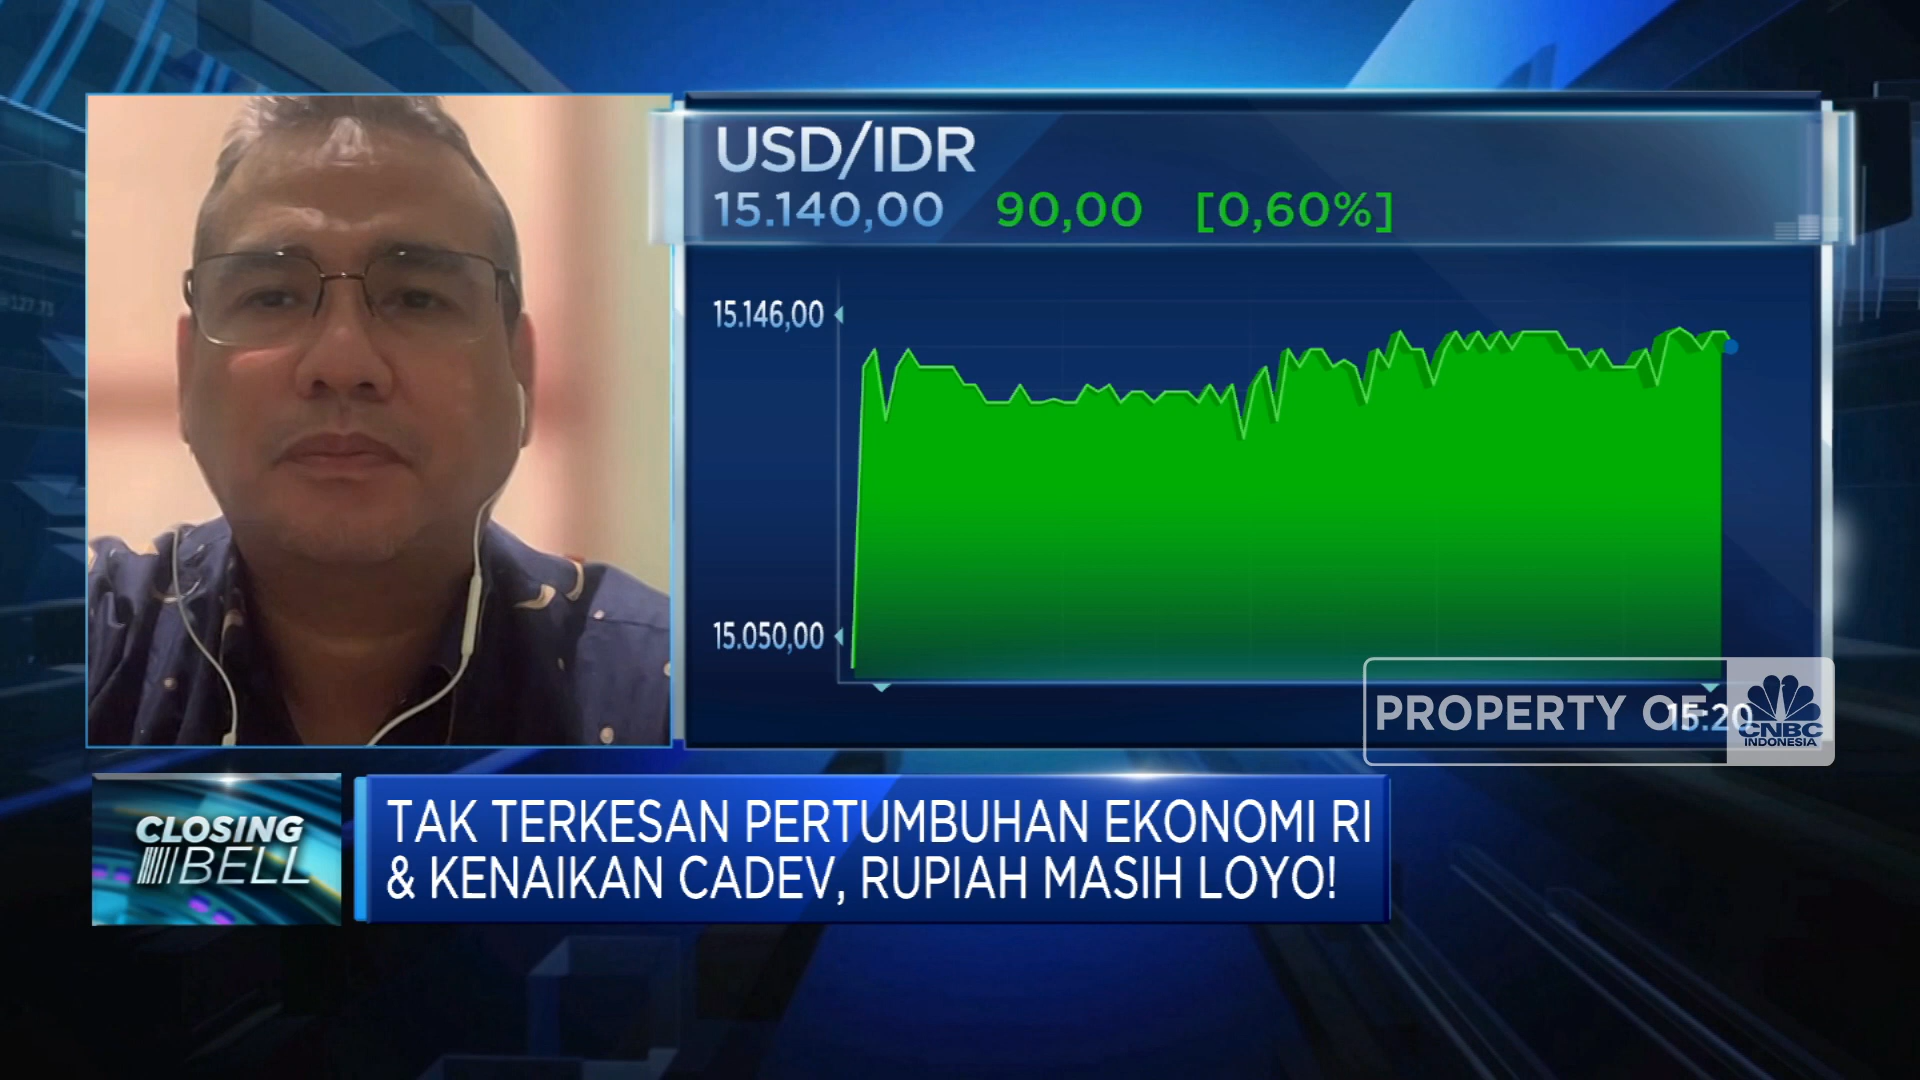 USD/IDR
15.140,00 90,00 [0,60%]
15.146,00
15.050,00
15:20
PROPERTY OF
CNBC
INDONESIA
CLOSING
BELL
TAK TERKESAN PERTUMBUHAN EKONOMI RI
& KENAIKAN CADEV, RUPIAH MASIH LOYO!